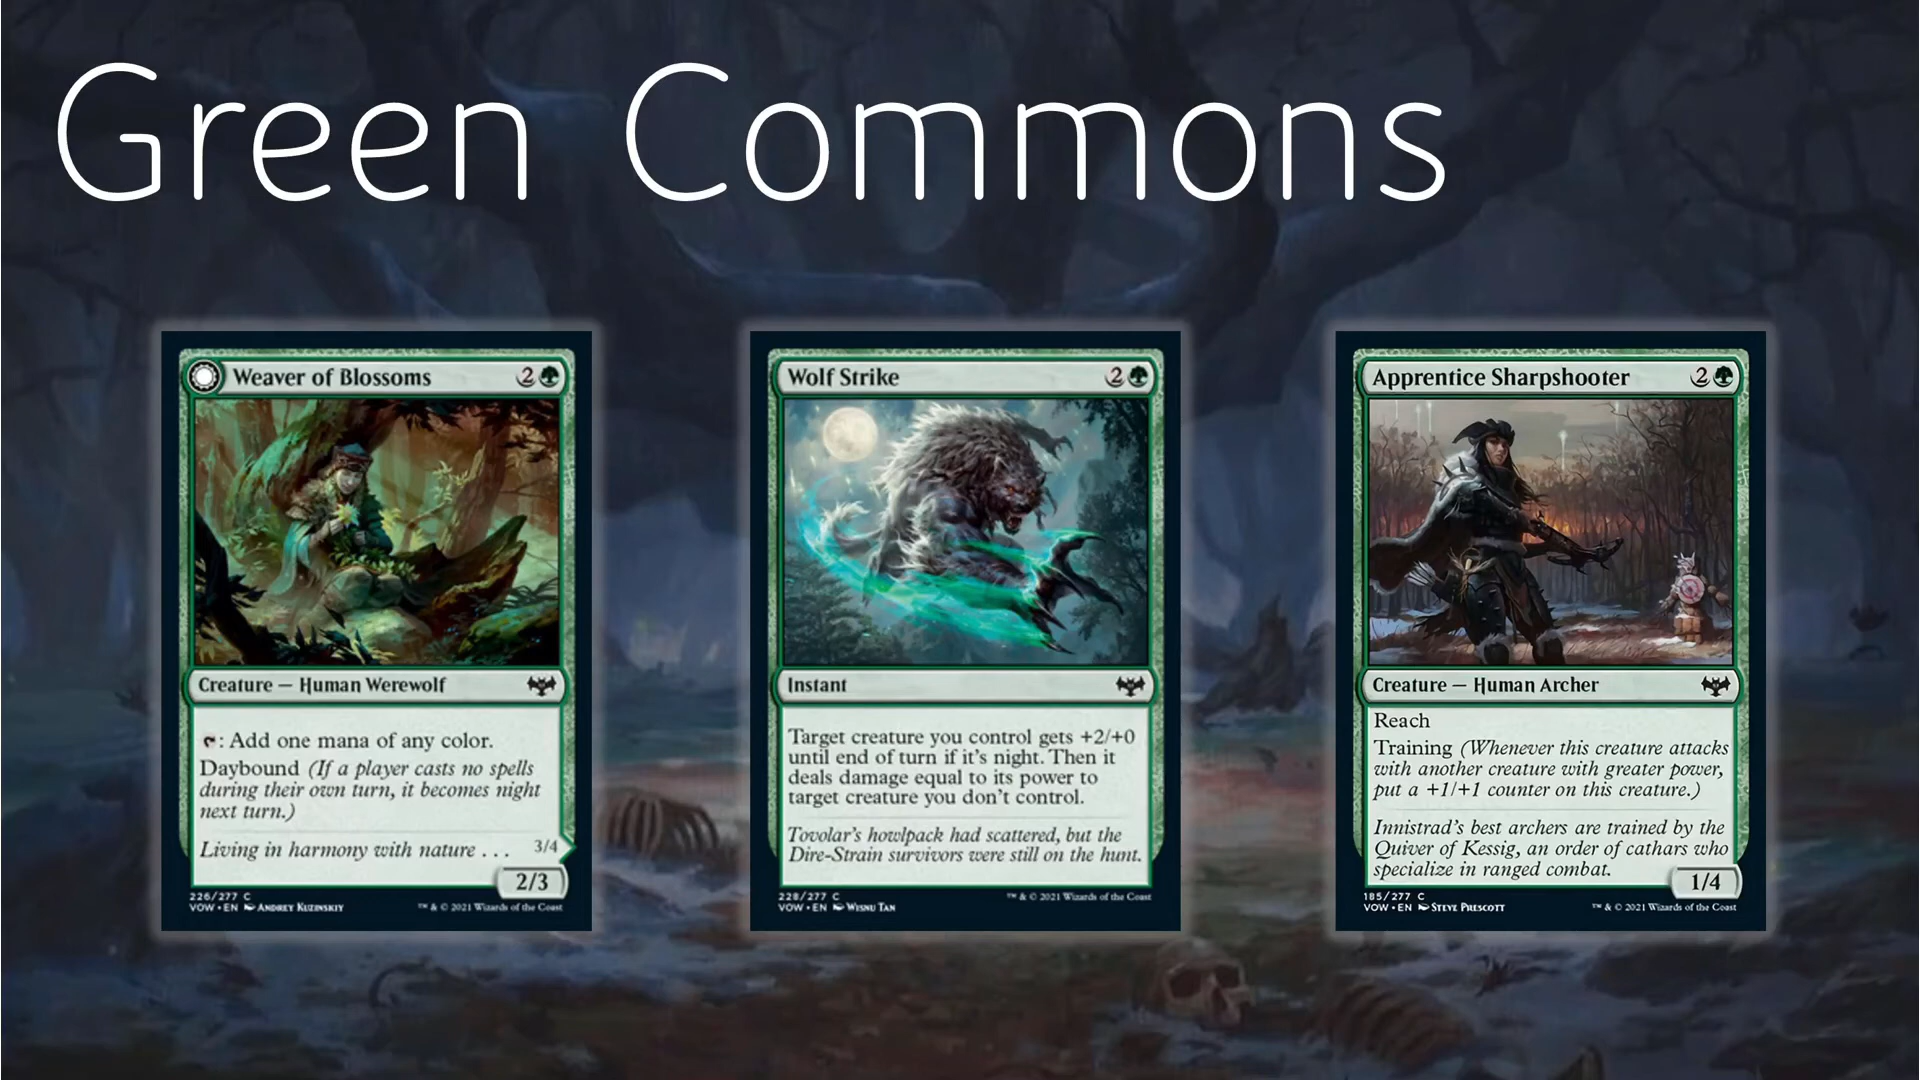 Green Commons
Weaver of Blossoms 2
Creature — Human Werewolf
: Add one mana of any color.
Daybound (If a player casts no spells
during their own turn, it becomes night
next turn.)
Living in harmony with nature . . . 3/4
2/3
226/277 C
VOW • EN ANDREY KUZINSKIY ™ & © 2021 Wizards of the Coast
Wolf Strike 2
Instant
Target creature you control gets +2/+0
until end of turn if it's night. Then it
deals damage equal to its power to
target creature you don't control.
Tovolar's howlpack had scattered, but the
Dire-Strain survivors were still on the hunt.
228/277 C
VOW • EN WISNU TAN ™ & © 2021 Wizards of the Coast
Apprentice Sharpshooter 2
Creature — Human Archer
Reach
Training (Whenever this creature attacks
with another creature with greater power,
put a +1/+1 counter on this creature.)
Innistrad's best archers are trained by the
Quiver of Kessig, an order of cathars who
specialize in ranged combat.
1/4
185/277 C
VOW • EN STEVE PRESCOTT ™ & © 2021 Wizards of the Coast